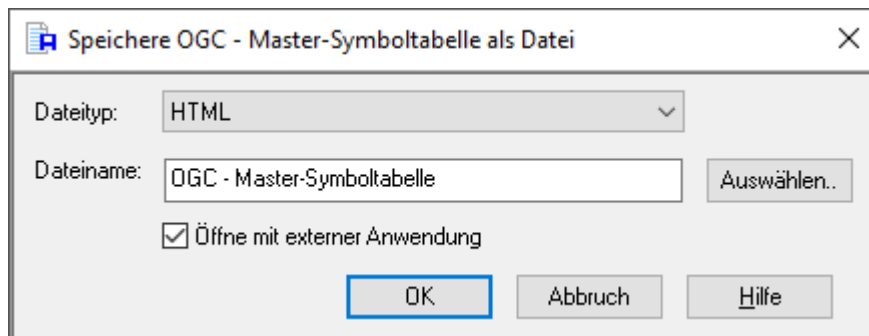 Speichere OGC - Master-Symboltabelle als Datei
Dateityp: HTML
Dateiname: OGC - Master-Symboltabelle Auswählen..
Öffne mit externer Anwendung
OK Abbruch Hilfe